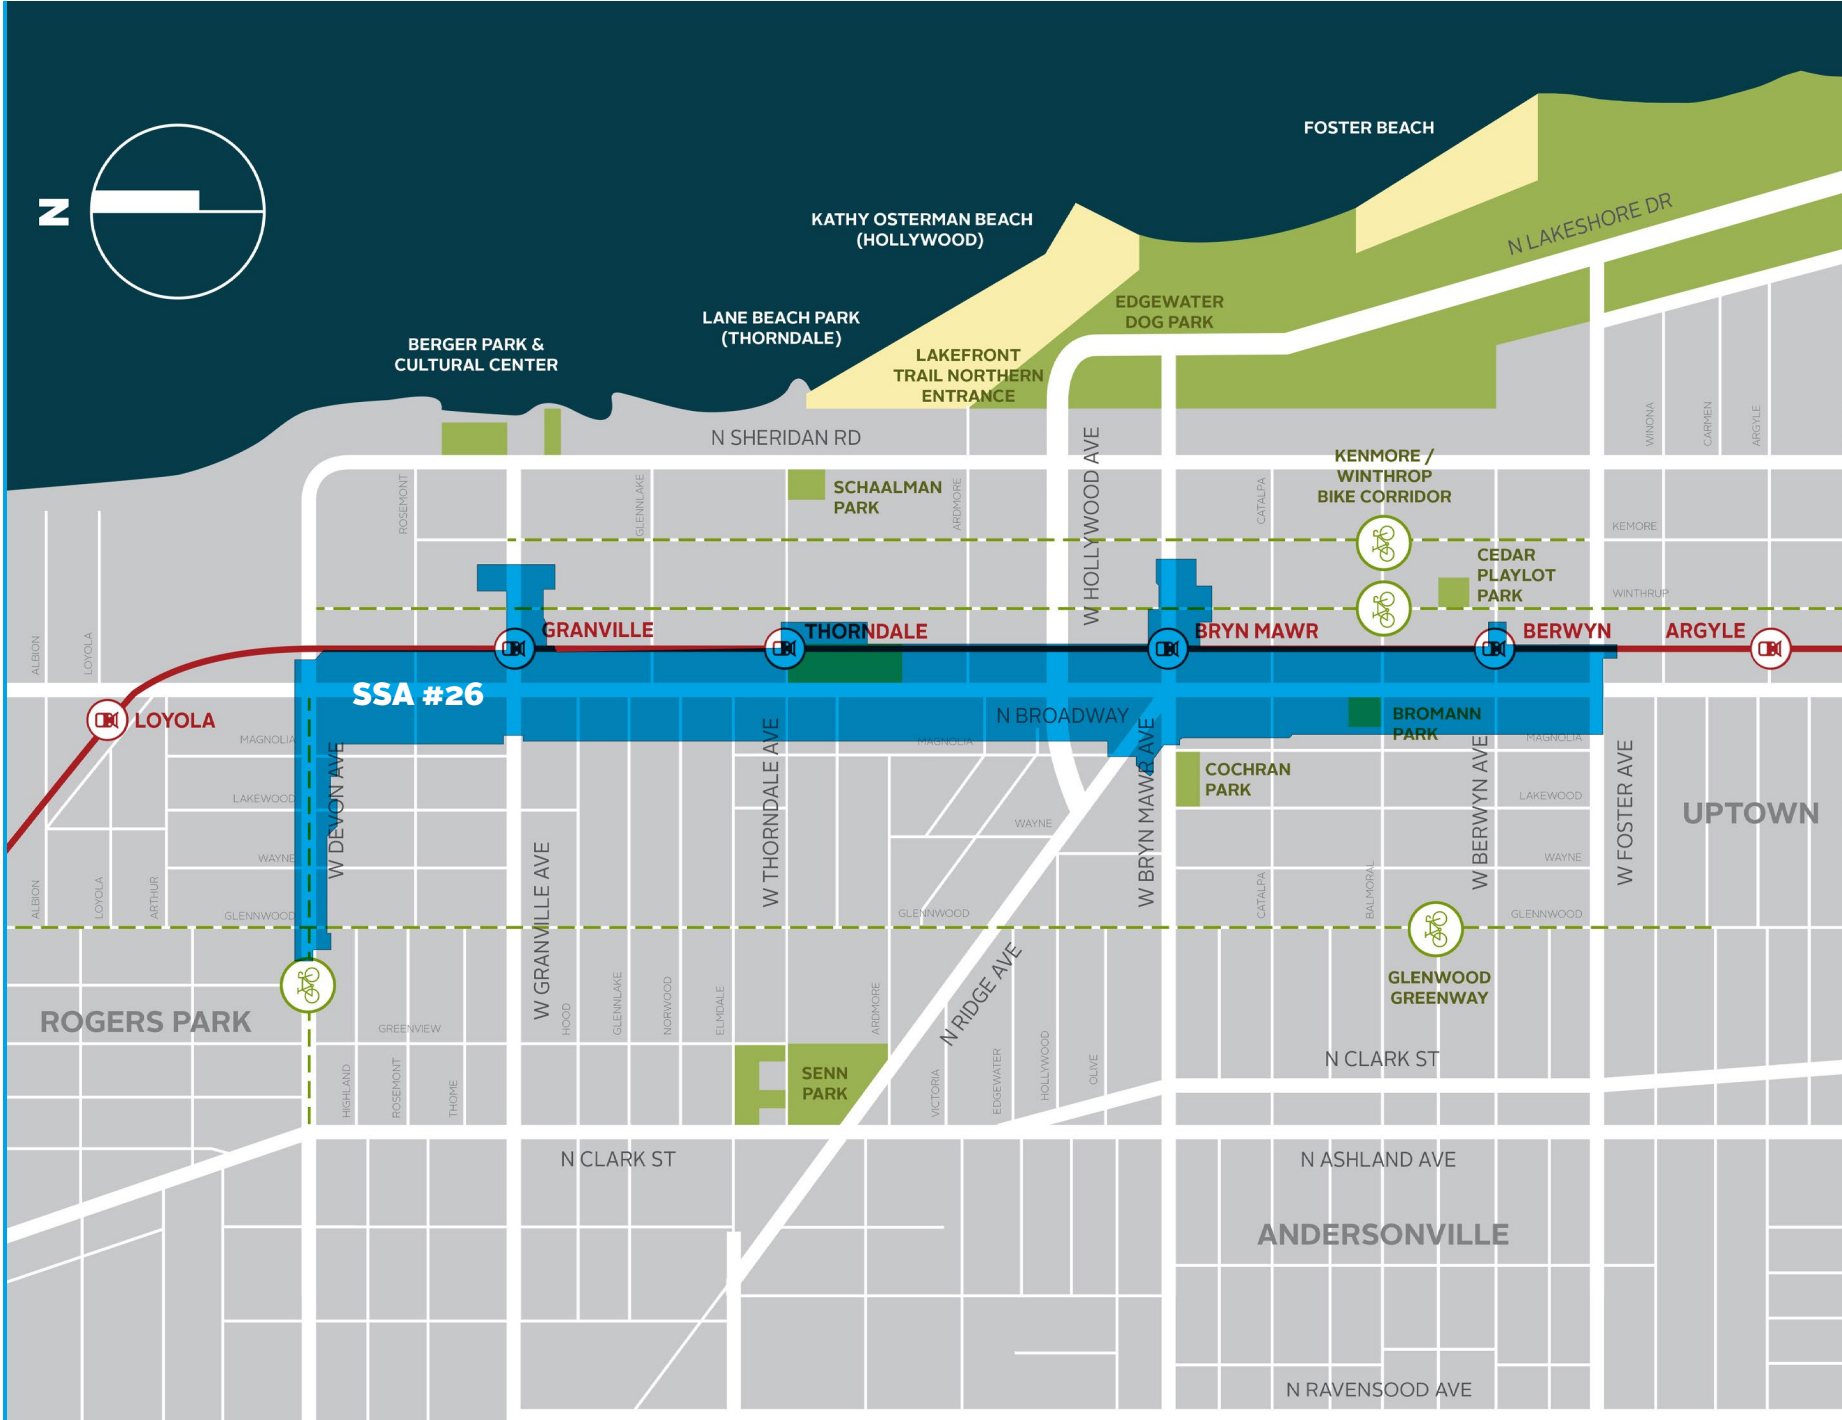 FOSTER BEACH
N
KATHY OSTERMAN BEACH
(HOLLYWOOD)
N LAKESHORE DR
LANE BEACH PARK
(THORNDALE)
EDGEWATER
DOG PARK
BERGER PARK &
CULTURAL CENTER
LAKEFRONT
TRAIL NORTHERN
ENTRANCE
N SHERIDAN RD
WINONA
CARMEN
ARGYLE
KENMORE /
WINTHROP
BIKE CORRIDOR
ROSEMONT
GLENNLAKE
SCHAALMAN
PARK
ARDMORE
W HOLLYWOOD AVE
CATALPA
KEMORE
CEDAR
PLAYLOT
PARK
WINTHRUP
ALBION
LOYOLA
GRANVILLE
THORNDALE
BRYN MAWR
BERWYN
ARGYLE
SSA #26
LOYOLA
N BROADWAY
BROMANN
PARK
MAGNOLIA
MAGNOLIA
MAGNOLIA
COCHRAN
PARK
W DEVON AVE
W GRANVILLE AVE
W THORNDALE AVE
W BRYN MAWR AVE
W BERWYN AVE
W FOSTER AVE
LAKEWOOD
LAKEWOOD
UPTOWN
WAYNE
WAYNE
WAYNE
ALBION
LOYOLA
ARTHUR
GLENNWOOD
GLENNWOOD
CATALPA
BALMORAL
GLENNWOOD
GLENWOOD
GREENWAY
ROGERS PARK
GREENVIEW
HOOD
GLENNLAKE
NORWOOD
ELMDALE
ARDMORE
N RIDGE AVE
N CLARK ST
HIGHLAND
ROSEMONT
THOME
SENN
PARK
VICTORIA
EDGEWATER
HOLLYWOOD
OLIVE
N CLARK ST
N ASHLAND AVE
ANDERSONVILLE
N RAVENSOOD AVE